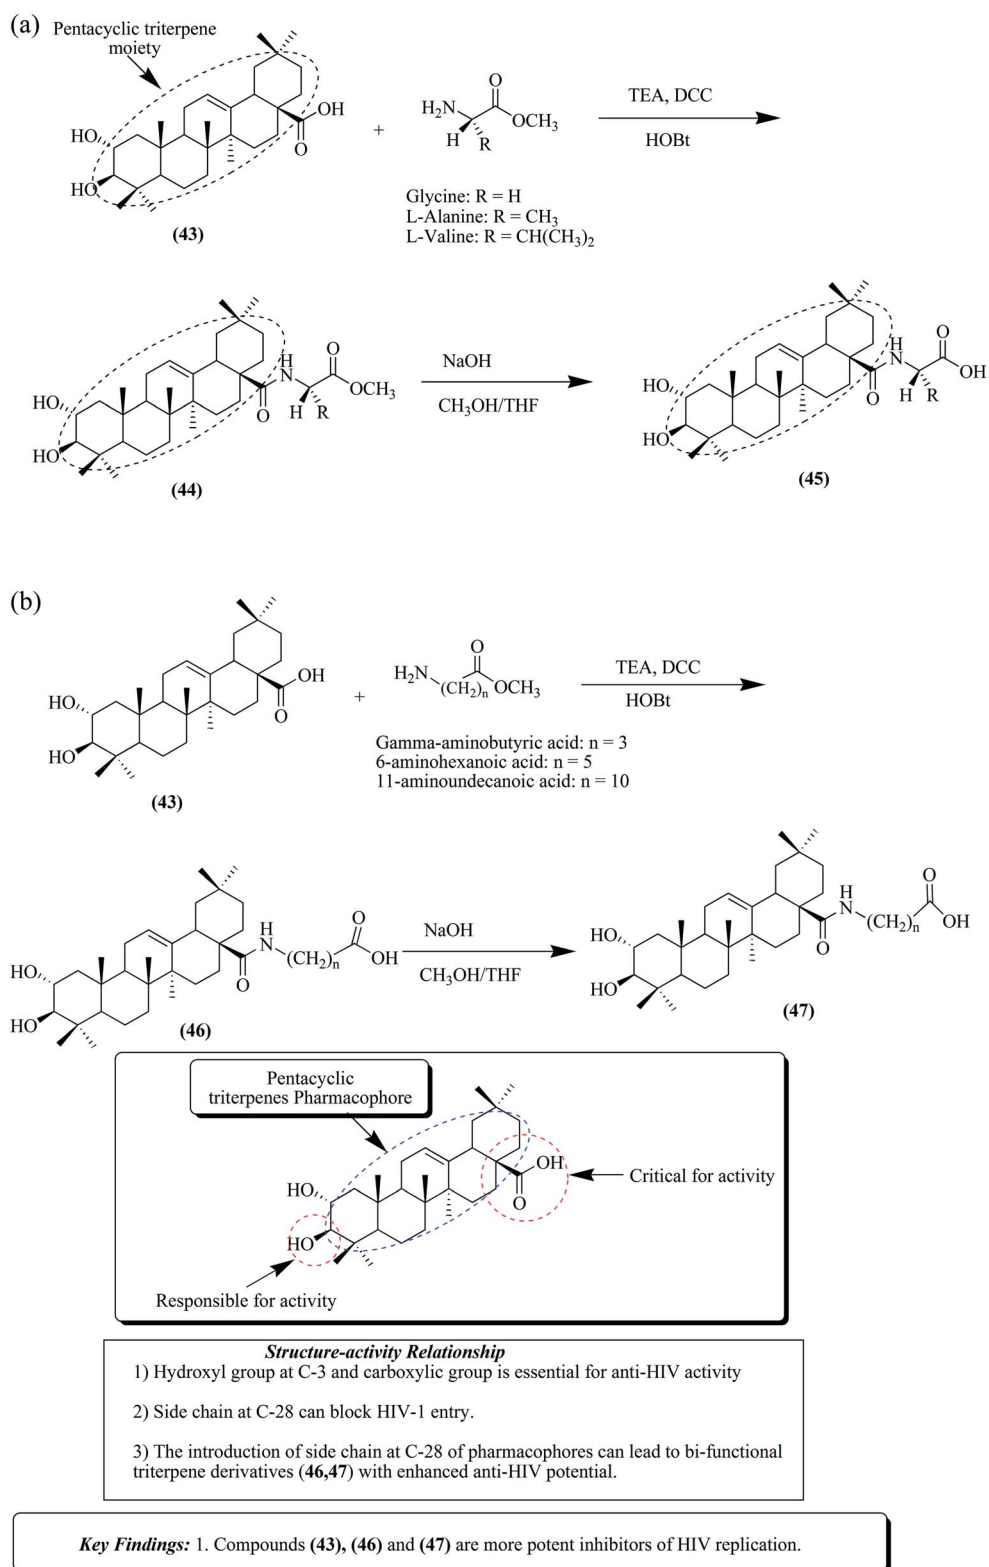 (a)
Pentacyclic triterpene
moiety
HO
HO
OH
O
(43)
+
H2N
O
OCH3
H
R
TEA, DCC
HOBt
Glycine: R = H
L-Alanine: R = CH3
L-Valine: R = CH(CH3)2
HO
HO
H
N
O
O
OCH3
H
R
(44)
NaOH
CH3OH/THF
HO
HO
H
N
O
O
OH
H
R
(45)
(b)
HO
HO
OH
O
(43)
+
H2N
(CH2)n
O
OCH3
TEA, DCC
HOBt
Gamma-aminobutyric acid: n = 3
6-aminohexanoic acid: n = 5
11-aminoundecanoic acid: n = 10
HO
HO
H
N
O
(CH2)n
O
OH
(46)
NaOH
CH3OH/THF
HO
HO
H
N
O
(CH2)n
O
OH
(47)
Pentacyclic
triterpenes Pharmacophore
HO
HO
OH
O
Critical for activity
Responsible for activity
Structure-activity Relationship
1) Hydroxyl group at C-3 and carboxylic group is essential for anti-HIV activity
2) Side chain at C-28 can block HIV-1 entry.
3) The introduction of side chain at C-28 of pharmacophores can lead to bi-functional
triterpene derivatives (46,47) with enhanced anti-HIV potential.
Key Findings: 1. Compounds (43), (46) and (47) are more potent inhibitors of HIV replication.